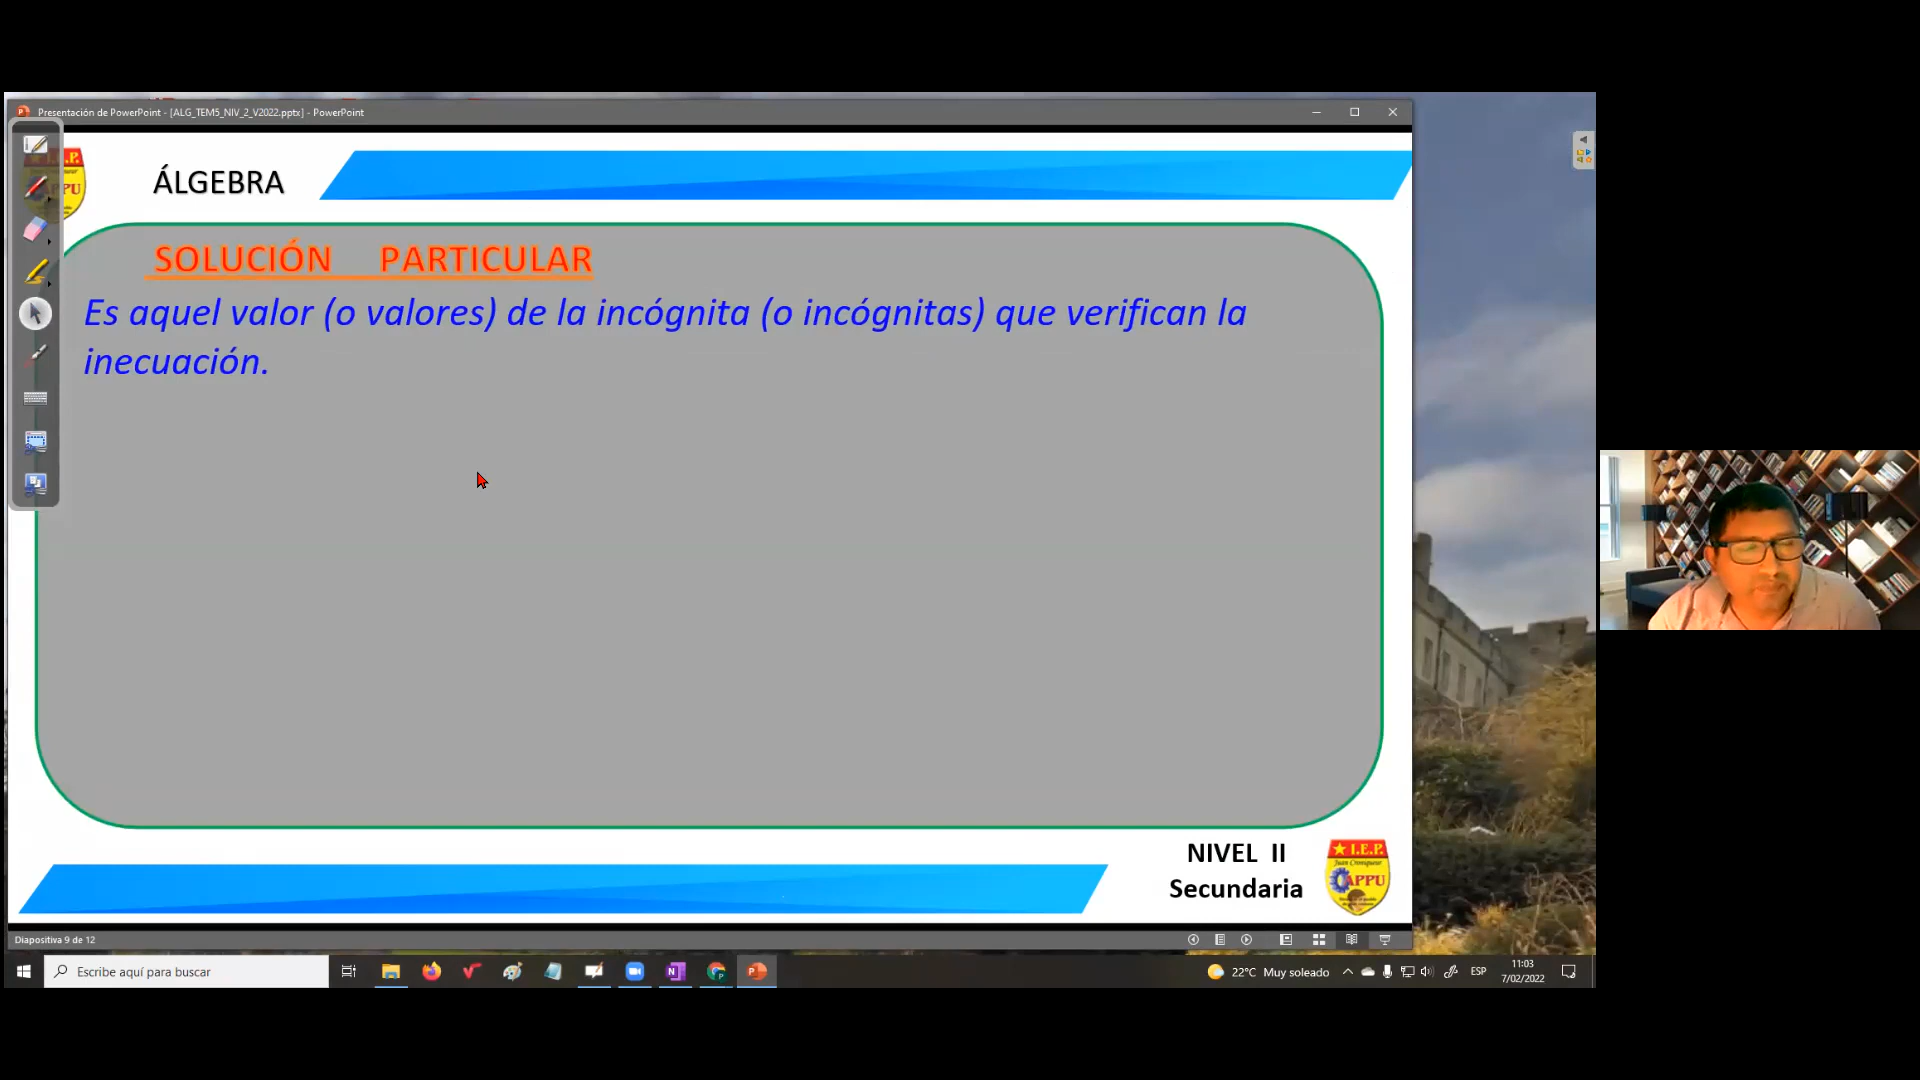 Presentación de PowerPoint - [ALG_TEM5_NIV_2_V2022.pptx] - PowerPoint
I.E.P.
PPU
ÁLGEBRA
SOLUCIÓN PARTICULAR
Es aquel valor (o valores) de la incógnita (o incógnitas) que verifican la
inecuación.
NIVEL II
Secundaria
I.E.P.
APPU
Diapositiva 9 de 12
Escribe aquí para buscar
22°C Muy soleado
ESP
11:03
7/02/2022